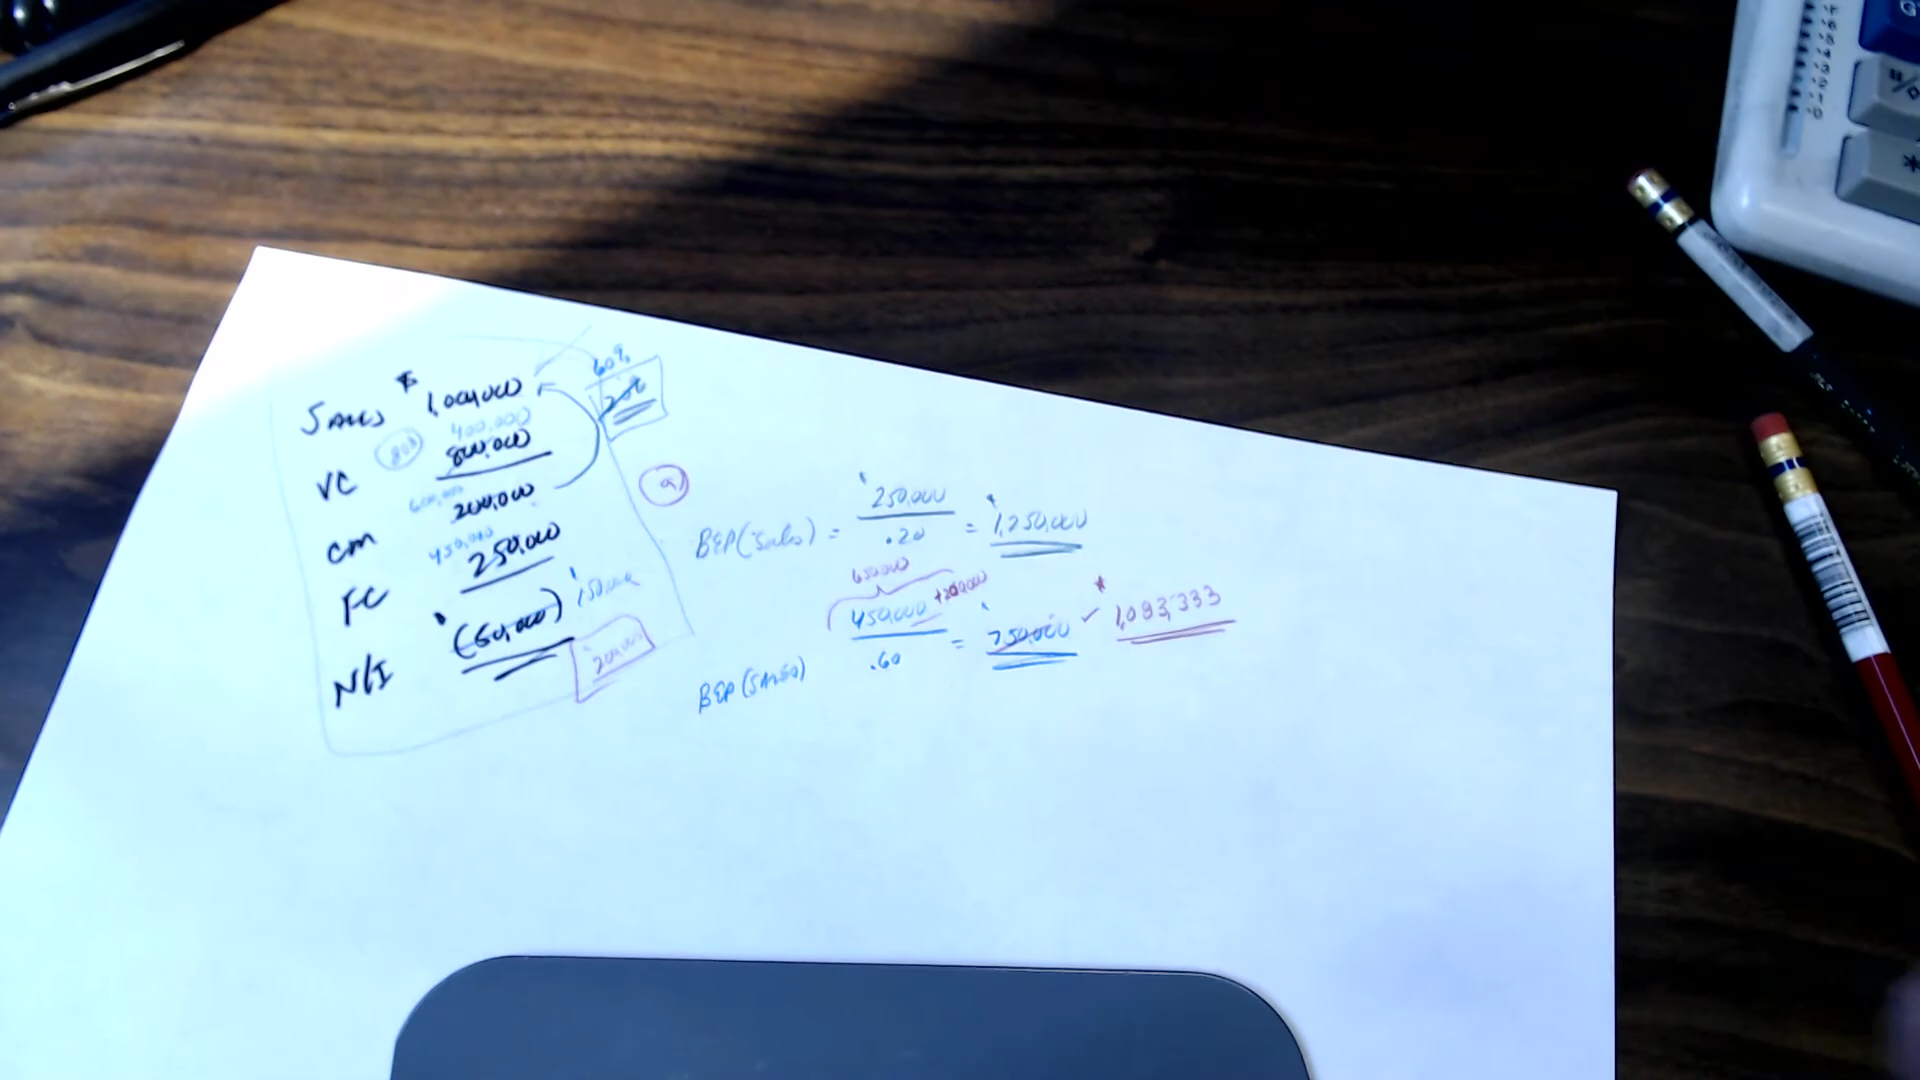 60%
Sales $ 1,000,000
20%
400,000
VC 80% 800,000
600,000
cm 200,000
450,000
FC 250,000
N/I (50,000) 150,000
200,000
a)
BEP (Sales) = 250,000 / .20 = 1,250,000
650,000
450,000 + 200,000
BEP (Sales) .60 = 750,000 ✓ 1,083,333